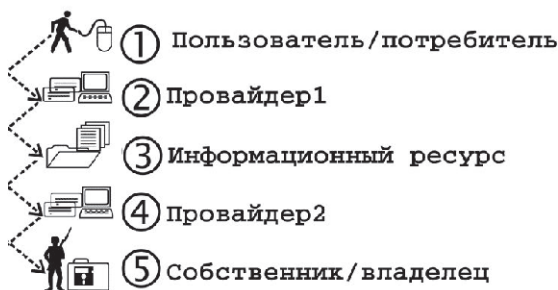 ① Пользователь/потребитель
② Провайдер1
③ Информационный ресурс
④ Провайдер2
⑤ Собственник/владелец